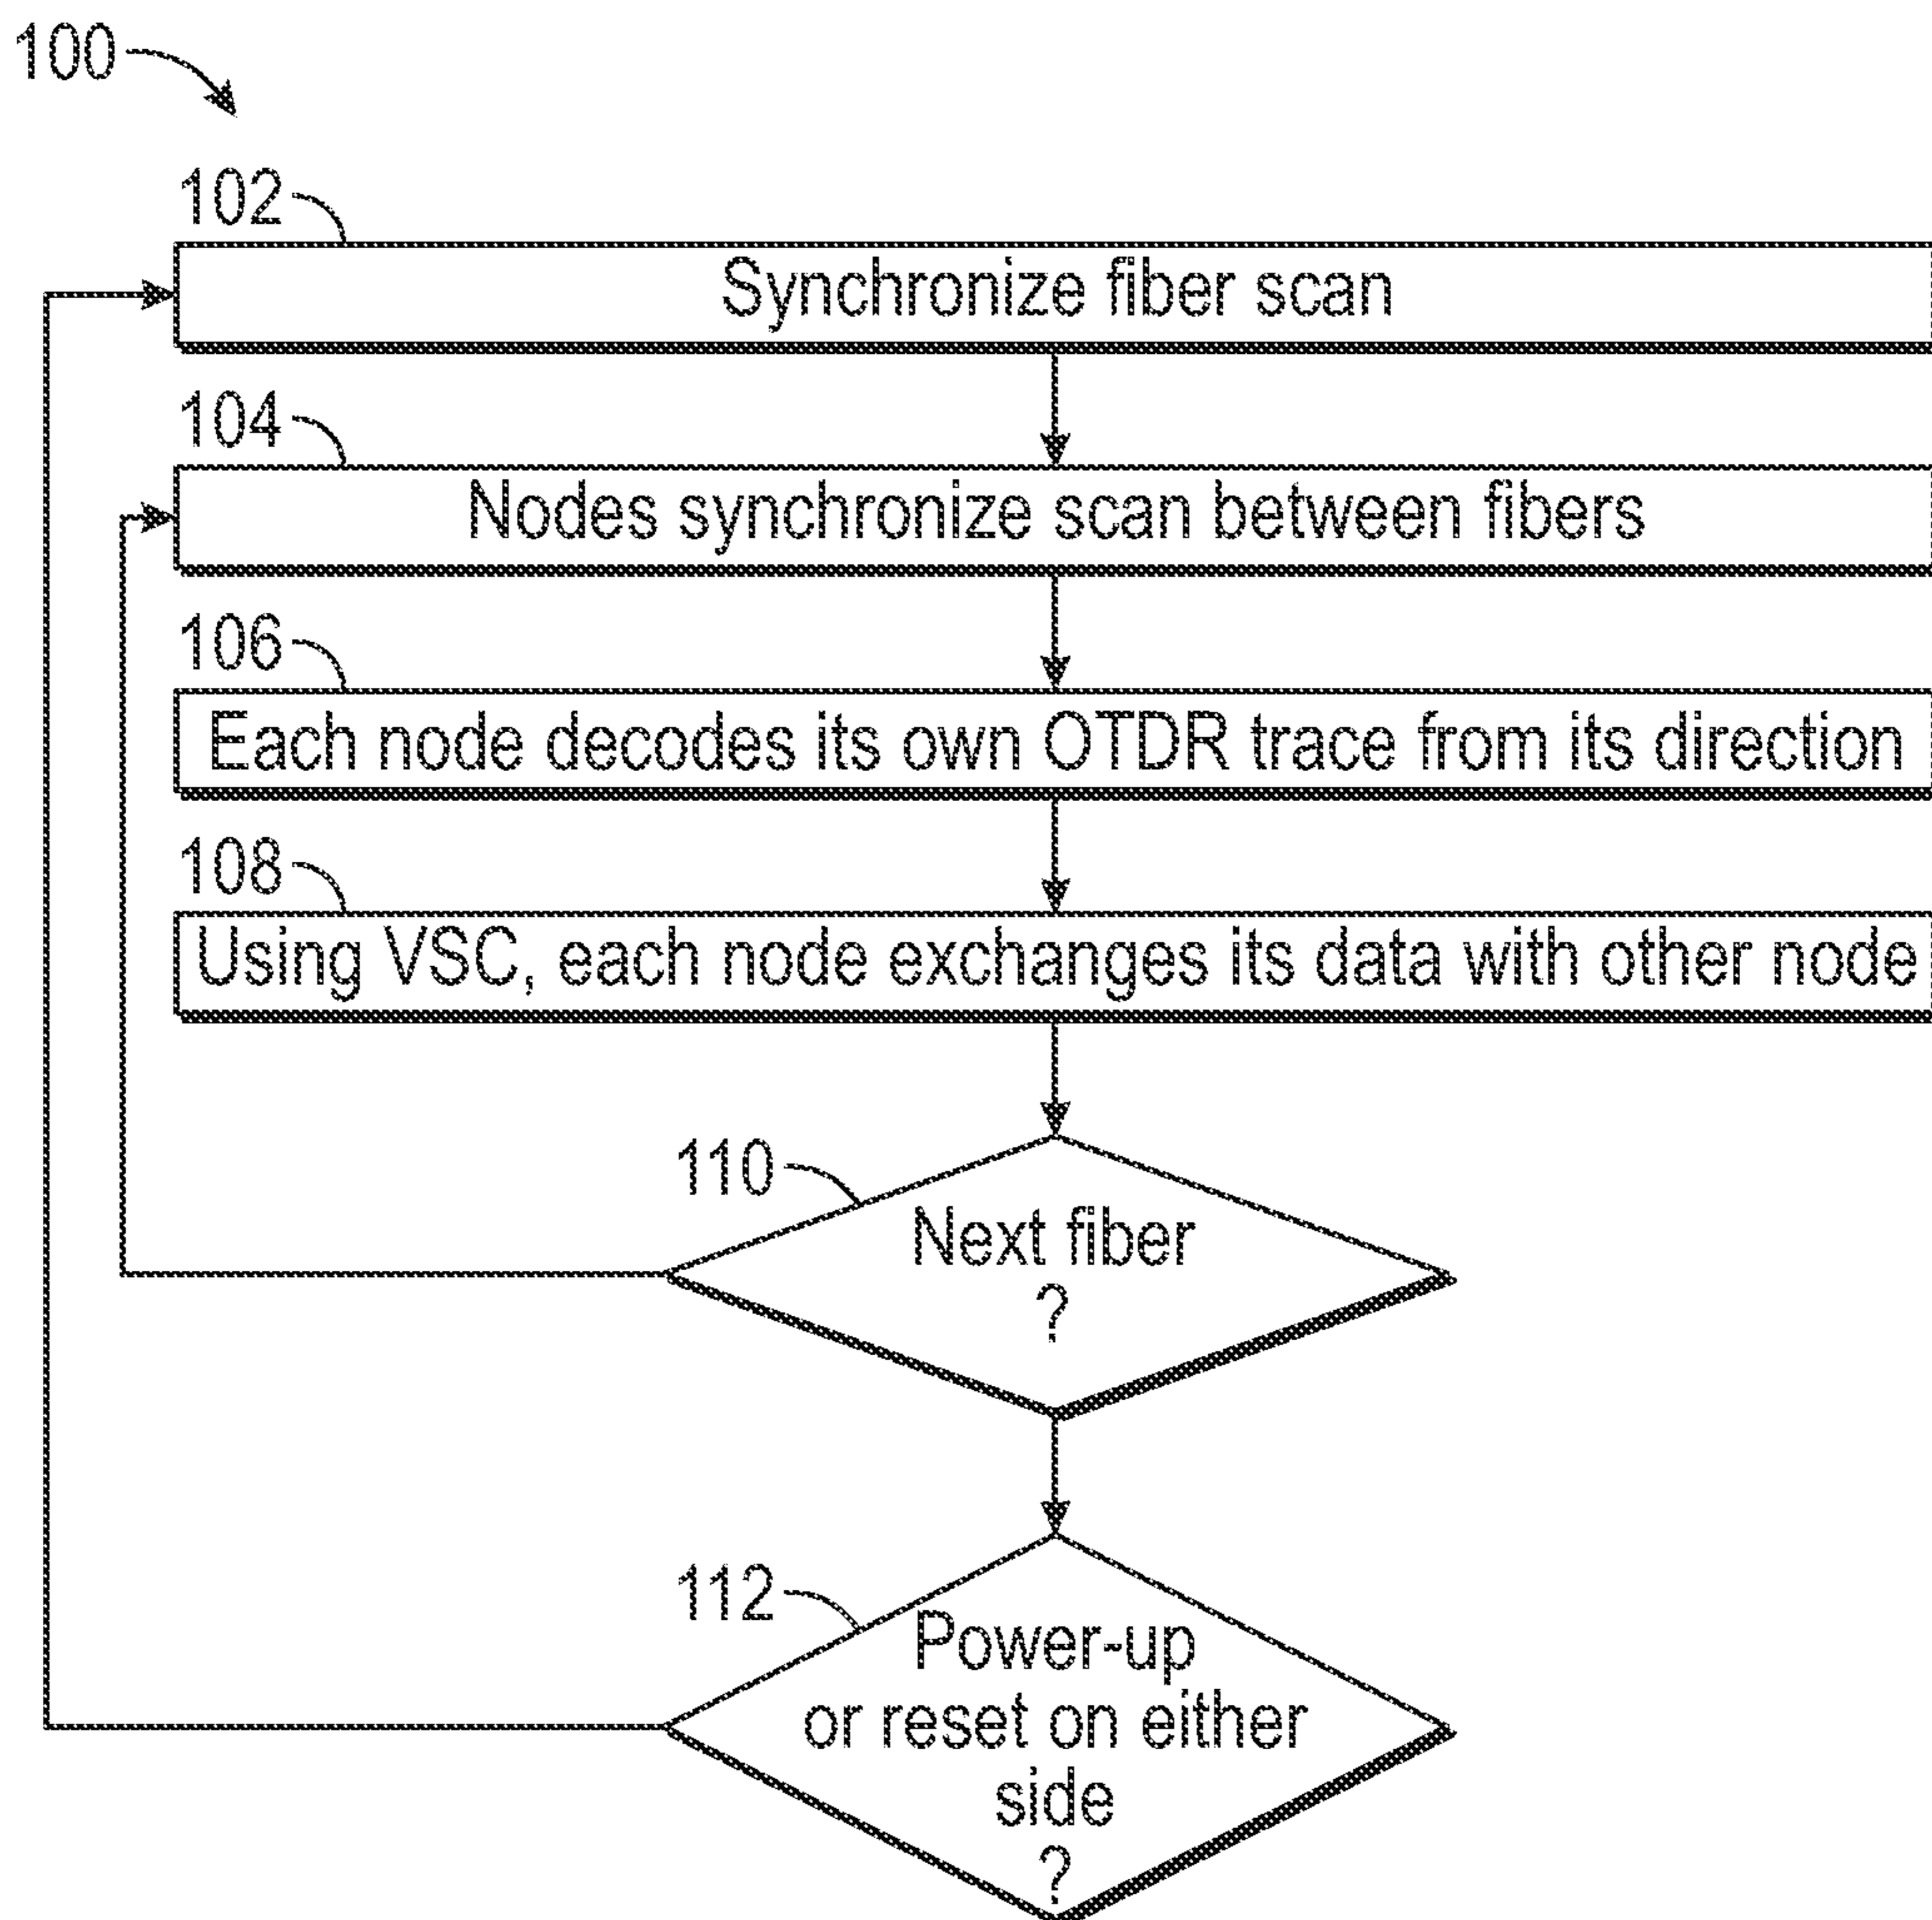 100
102
Synchronize fiber scan
104
Nodes synchronize scan between fibers
106
Each node decodes its own OTDR trace from its direction
108
Using VSC, each node exchanges its data with other node
110
Next fiber
?
112
Power-up
or reset on either
side
?